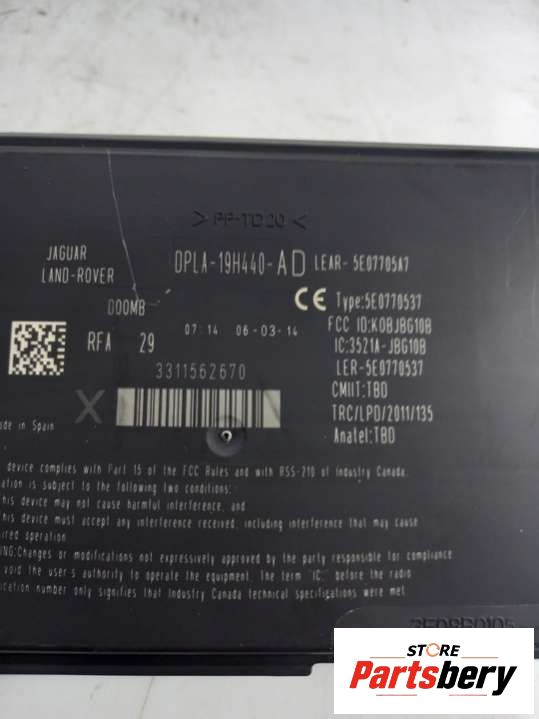 > PP-TD20 <
JAGUAR
LAND-ROVER
DPLA-19H440-AD LEAR- 5E07705A7
DOOMB
CE Type:5E0770537
RFA 29
07:14 06-03-14
FCC ID:KOBJBG10B
IC:3521A-JBG10B
3311562670
LER-5E0770537
CMIIT:TBD
TRC/LPD/2011/135
Anatel:TBD
X
ade in Spain
device complies with Part 15 of the FCC Rules and with RSS-210 of Industry Canada.
ation is subject to the following two conditions:
his device may not cause harmful interference, and
his device must accept any interference received, including interference that may cause
ired operation
NG:Changes or modifications not expressively approved by the party responsible for compliance
void the user's authority to operate the equipment. The term "IC:" before the radio
ication number only signifies that Industry Canada technical specifications were met
STORE
Partsbery